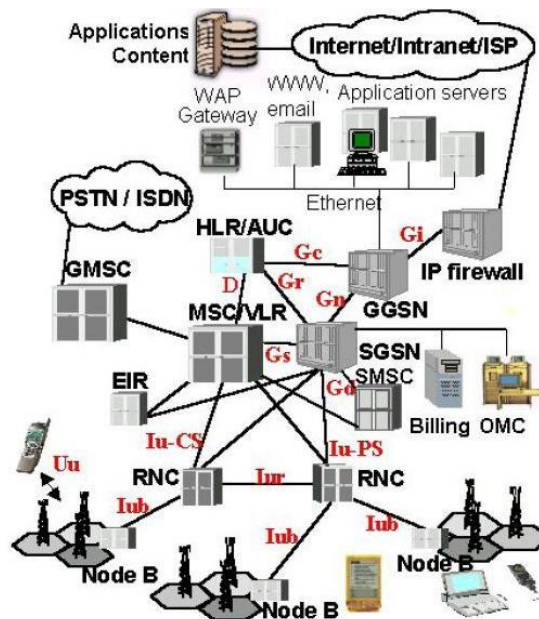 Applications
Content
Internet/Intranet/ISP
WAP
Gateway
WWW,
email
Application servers
PSTN / ISDN
Ethernet
HLR/AUC
Gc
Gi
GMSC
D
Gr
Gn
GGSN
IP firewall
MSC/VLR
Gs
SGSN
EIR
Gd
SMSC
Billing
OMC
Iu-CS
Iu-PS
Uu
RNC
Iur
RNC
Iub
Iub
Iub
Node B
Node B
Node B